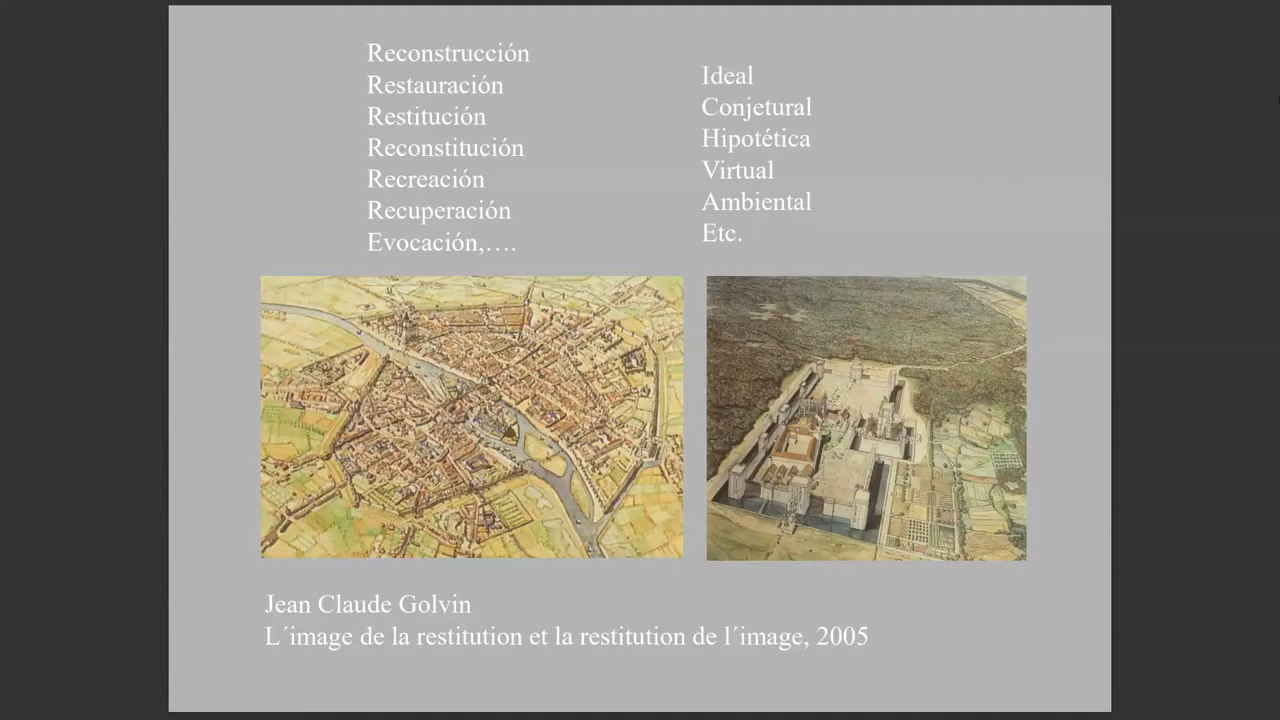 Reconstrucción
Restauración
Restitución
Reconstitución
Recreación
Recuperación
Evocación,….
Ideal
Conjetural
Hipotética
Virtual
Ambiental
Etc.
Jean Claude Golvin
L´image de la restitution et la restitution de l´image, 2005